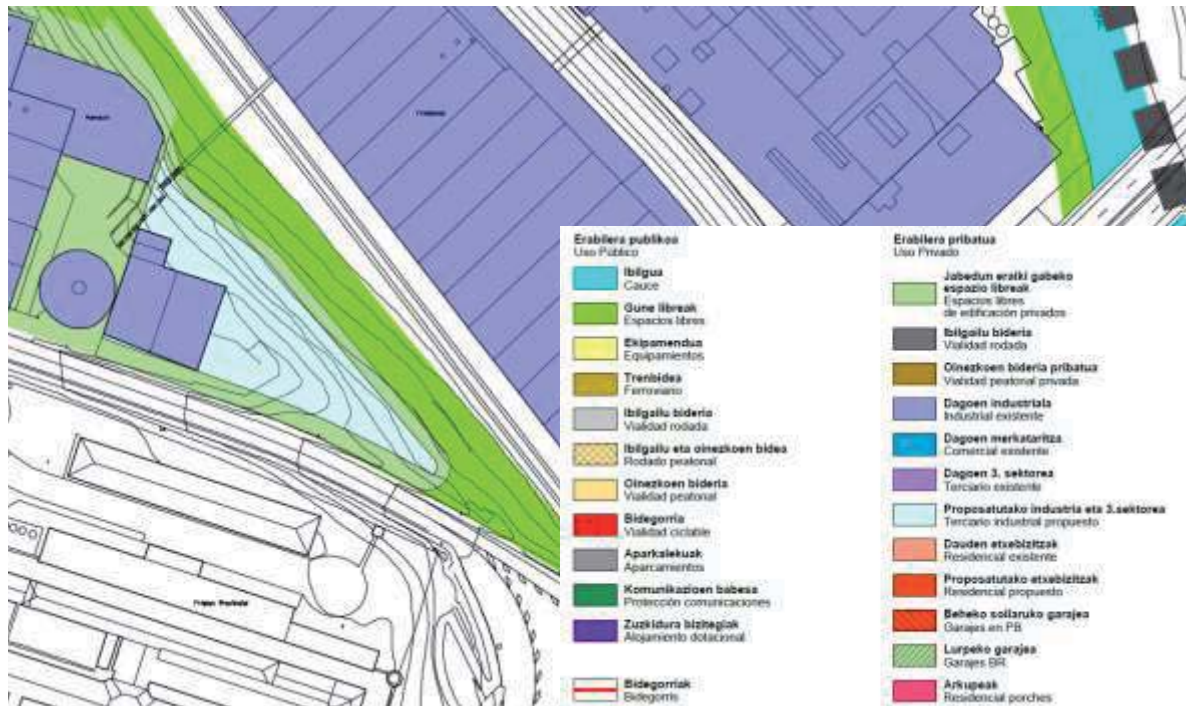 Erabilera publikoa
Uso Público
Ibilgua
Cauce
Gune libreak
Espacios libres
Ekipamendua
Equipamientos
Trenbidea
Ferroviario
Ibilgailu bideria
Vialidad rodada
Ibilgailu eta oinezkoen bidea
Rodado peatonal
Oinezkoen bideria
Vialidad peatonal
Bidegorria
Vialidad ciclable
Aparkalekuak
Aparcamientos
Komunikazioen babesa
Protección comunicaciones
Zuzkidura bizitegiak
Alojamiento dotacional
Bidegorriak
Bidegorris
Erabilera pribatua
Uso Privado
Jabedun eraiki gabeko
espazio libreak
Espacios libres
de edificación privados
Ibilgailu bideria
Vialidad rodada
Oinezkoen bideria pribatua
Vialidad peatonal privada
Dagoen industriala
Industrial existente
Dagoen merkataritza
Comercial existente
Dagoen 3. sektorea
Terciario existente
Proposatutako industria eta 3.sektorea
Terciario industrial propuesto
Dauden etxebizitzak
Residencial existente
Proposatutako etxebizitzak
Residencial propuesto
Beheko soilaruko garajea
Garajes en PB
Lurpeko garajea
Garajes BR
Arkupeak
Residencial porches